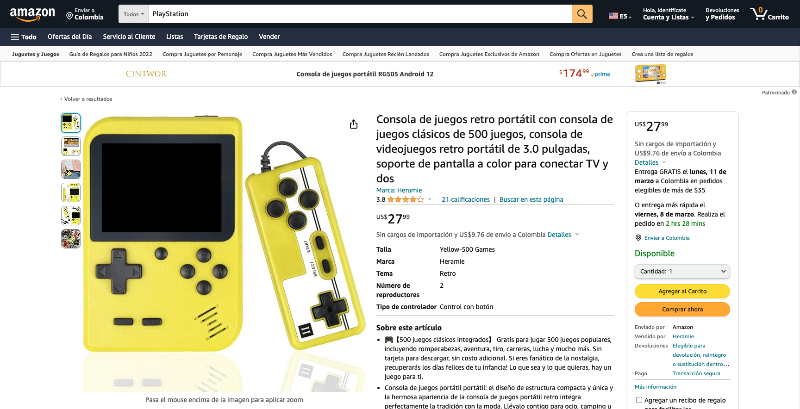 amazon
Enviar a
Colombia
Todos
PlayStation
ES
Hola, Identifícate
Cuenta y Listas
Devoluciones
y Pedidos
0
Carrito
Todo
Ofertas del Día
Servicio al Cliente
Listas
Tarjetas de Regalo
Vender
Juguetes y Juegos
Guía de Regalos para Niños 2022
Compra Juguetes por Personaje
Compra Juguetes Más Vendidos
Compra Juguetes Recién Lanzados
Compra Juguetes Exclusivos de Amazon
Compra Ofertas en Juguetes
Crea una lista de regalos
CINTWOR
Consola de juegos portátil RG505 Android 12
$174.99
prime
Patrocinado
‹ Volver a resultados
Consola de juegos retro portátil con consola de
juegos clásicos de 500 juegos, consola de
videojuegos retro portátil de 3.0 pulgadas,
soporte de pantalla a color para conectar TV y
dos
Marca: Heramie
3.8
21 calificaciones | Buscar en esta página
US$27⁹⁹
Sin cargos de importación y US$9.76 de envío a Colombia Detalles
Talla Yellow-500 Games
Marca Heramie
Tema Retro
Número de 2
reproductores
Tipo de controlador Control con botón
Sobre este artículo
• 🎮【500 juegos clásicos integrados】 Gratis para jugar 500 juegos populares,
incluyendo rompecabezas, aventura, tiro, carreras, lucha y mucho más. Sin
tarjeta para descargar, sin costo adicional. Si eres fanático de la nostalgia,
¡recuperarás los días felices de tu infancia! Lo que sea y lo que quieras, hay un
juego para ti.
• Consola de juegos portátil portátil: el diseño de estructura compacta y única y
la hermosa apariencia de la consola de juegos portátil retro integra
perfectamente la tradición con la moda. Llévalo contigo para ocio, camping u
Pasa el mouse encima de la imagen para aplicar zoom
US$27⁹⁹
Sin cargos de importación y
US$9.76 de envío a Colombia
Detalles
Entrega GRATIS el lunes, 11 de
marzo a Colombia en pedidos
elegibles de más de $35
O entrega más rápida el
viernes, 8 de marzo. Realiza el
pedido en 2 hrs 28 mins
Enviar a Colombia
Disponible
Cantidad: 1
Agregar al Carrito
Comprar ahora
Enviado por Amazon
Vendido por Heramie
Devoluciones Elegible para
devolución, reintegro
o sustitución dentro...
Pago Transacción segura
Más información
Agregar un recibo de regalo